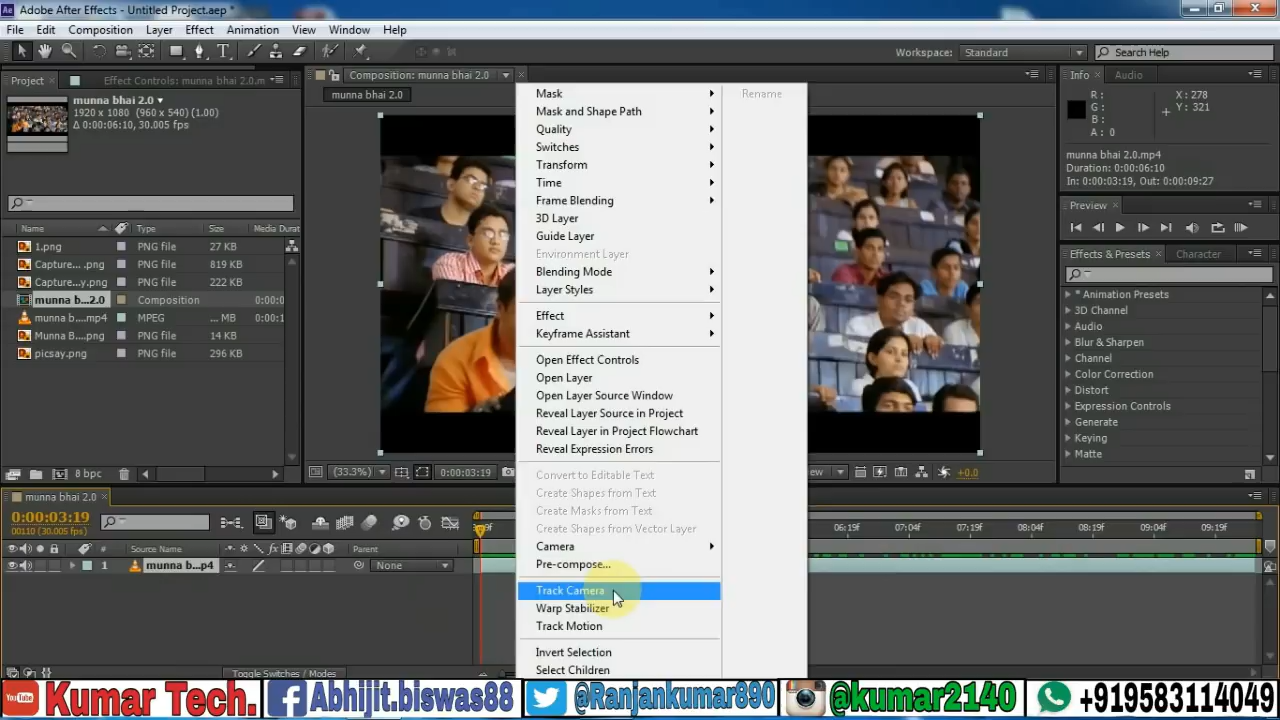 Adobe After Effects - Untitled Project.aep *
File Edit Composition Layer Effect Animation View Window Help
Workspace: Standard Search Help
Project Effect Controls: munna bhai 2.0.m
Composition: munna bhai 2.0
Info Audio
munna bhai 2.0
1920 x 1080 (960 x 540) (1.00)
Δ 0:00:06:10, 30.005 fps
munna bhai 2.0
R :
G :
B :
A : 0
X : 278
Y : 321
munna bhai 2.0.mp4
Duration: 0:00:06:10
In: 0:00:03:19, Out: 0:00:09:27
Preview
Effects & Presets Character
* Animation Presets
3D Channel
Audio
Blur & Sharpen
Channel
Color Correction
Distort
Expression Controls
Generate
Keying
Matte
Name Type Size Media Dura
1.png PNG file 27 KB
Capture... .png PNG file 819 KB
Capture...y.png PNG file 222 KB
munna b...2.0 Composition 0:00:0
munna b....mp4 MPEG ... MB 0:00:1
Munna B....png PNG file 14 KB
picsay.png PNG file 296 KB
8 bpc
Mask
Mask and Shape Path
Quality
Switches
Transform
Time
Frame Blending
3D Layer
Guide Layer
Environment Layer
Blending Mode
Layer Styles
Effect
Keyframe Assistant
Open Effect Controls
Open Layer
Open Layer Source Window
Reveal Layer Source in Project
Reveal Layer in Project Flowchart
Reveal Expression Errors
Convert to Editable Text
Create Shapes from Text
Create Masks from Text
Create Shapes from Vector Layer
Camera
Pre-compose...
Track Camera
Warp Stabilizer
Track Motion
Invert Selection
Select Children
Rename
(33.3%) 0:00:03:19 +0.0
munna bhai 2.0
0:00:03:19
00110 (30.005 fps)
06:19f 07:04f 07:19f 08:04f 08:19f 09:04f 09:19f
# Source Name Parent
1 munna b....p4 None
Toggle Switches / Modes
YouTube Kumar Tech. Abhijit.biswas88 @Ranjankumar890 @kumar2140 +919583114049